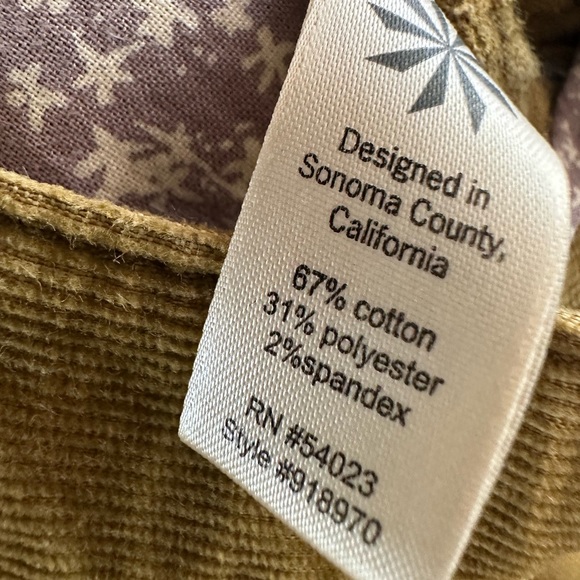 Designed in
Sonoma County,
California
67% cotton
31% polyester
2%spandex
RN #54023
Style #918970